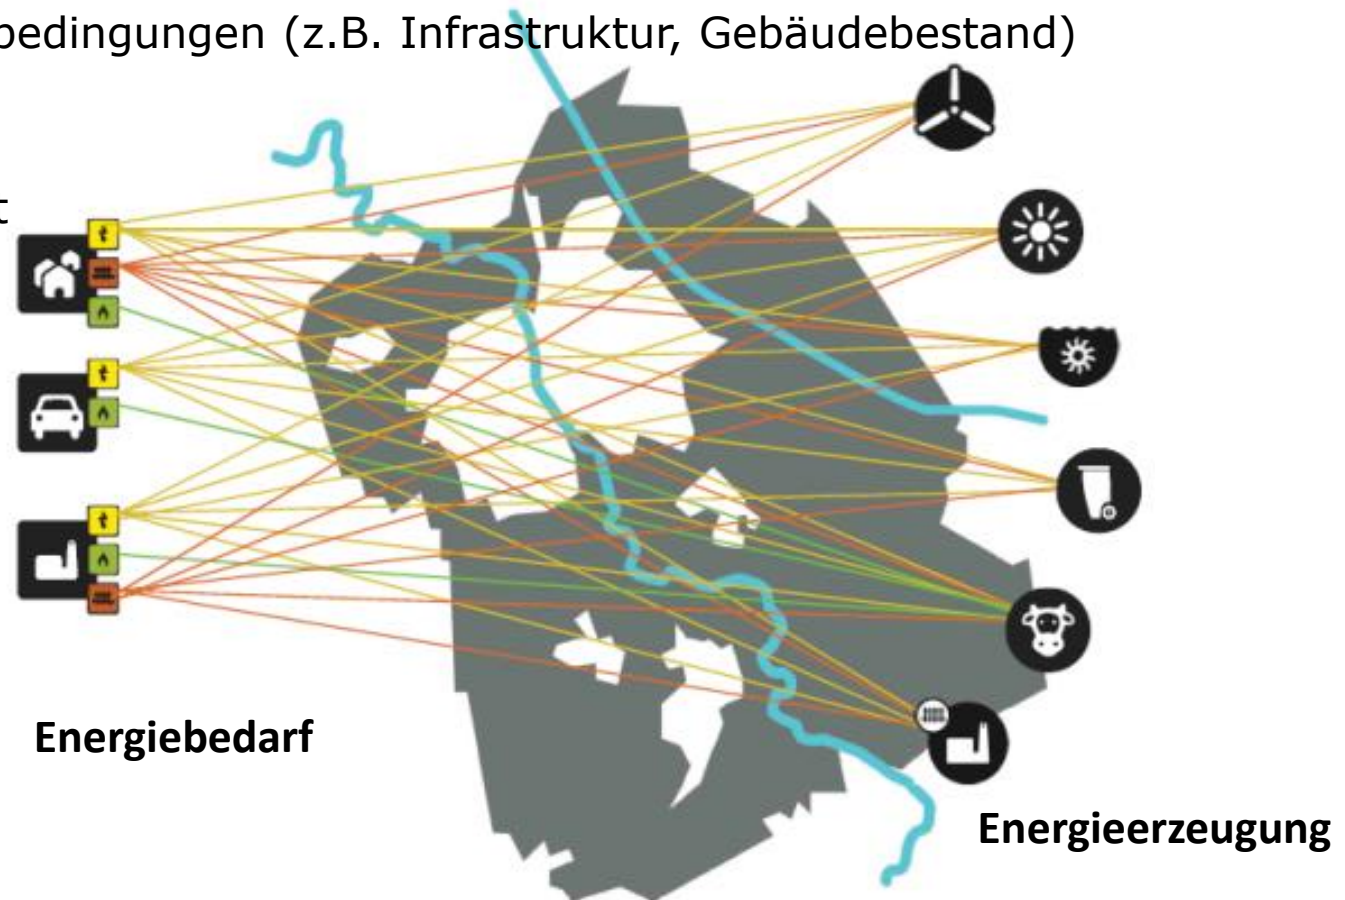 bedingungen (z.B. Infrastruktur, Gebäudebestand)
t
Energiebedarf
Energieerzeugung